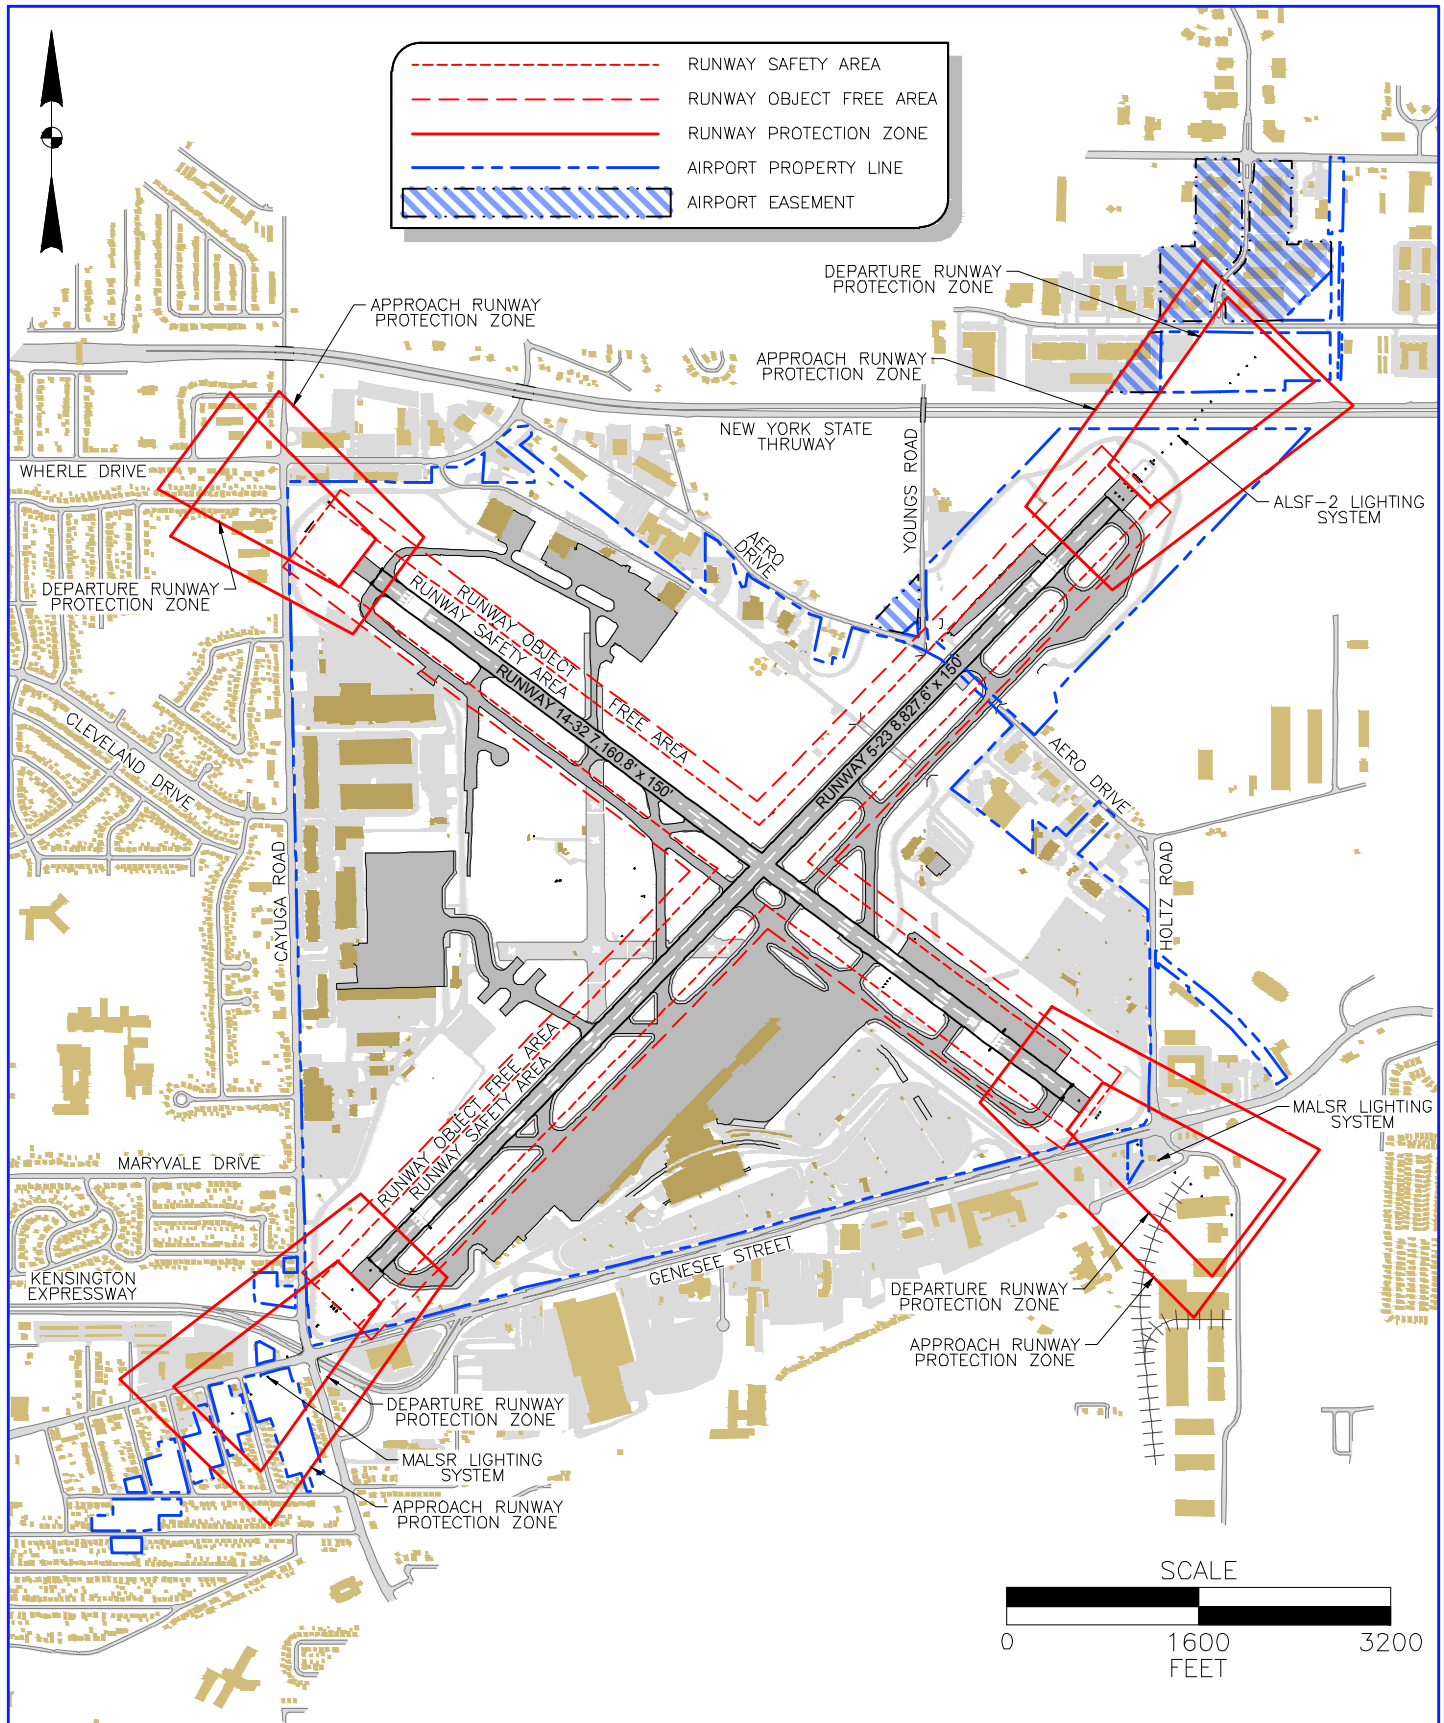 RUNWAY SAFETY AREA
RUNWAY OBJECT FREE AREA
RUNWAY PROTECTION ZONE
AIRPORT PROPERTY LINE
AIRPORT EASEMENT
DEPARTURE RUNWAY
PROTECTION ZONE
APPROACH RUNWAY
PROTECTION ZONE
APPROACH RUNWAY
PROTECTION ZONE
NEW YORK STATE
THRUWAY
YOUNGS ROAD
WHERLE DRIVE
ALSF-2 LIGHTING
SYSTEM
AERO
DRIVE
DEPARTURE RUNWAY
PROTECTION ZONE
RUNWAY OBJECT
FREE AREA
RUNWAY SAFETY AREA
RUNWAY 14-32 7,160.8' x 150'
RUNWAY 5-23 8,827.6' x 150'
CLEVELAND DRIVE
AERO DRIVE
CAYUGA ROAD
HOLTZ ROAD
RUNWAY OBJECT FREE AREA
RUNWAY SAFETY AREA
MALSR LIGHTING
SYSTEM
MARYVALE DRIVE
GENESEE STREET
KENSINGTON
EXPRESSWAY
DEPARTURE RUNWAY
PROTECTION ZONE
APPROACH RUNWAY
PROTECTION ZONE
DEPARTURE RUNWAY
PROTECTION ZONE
MALSR LIGHTING
SYSTEM
APPROACH RUNWAY
PROTECTION ZONE
SCALE
0 1600 3200
FEET